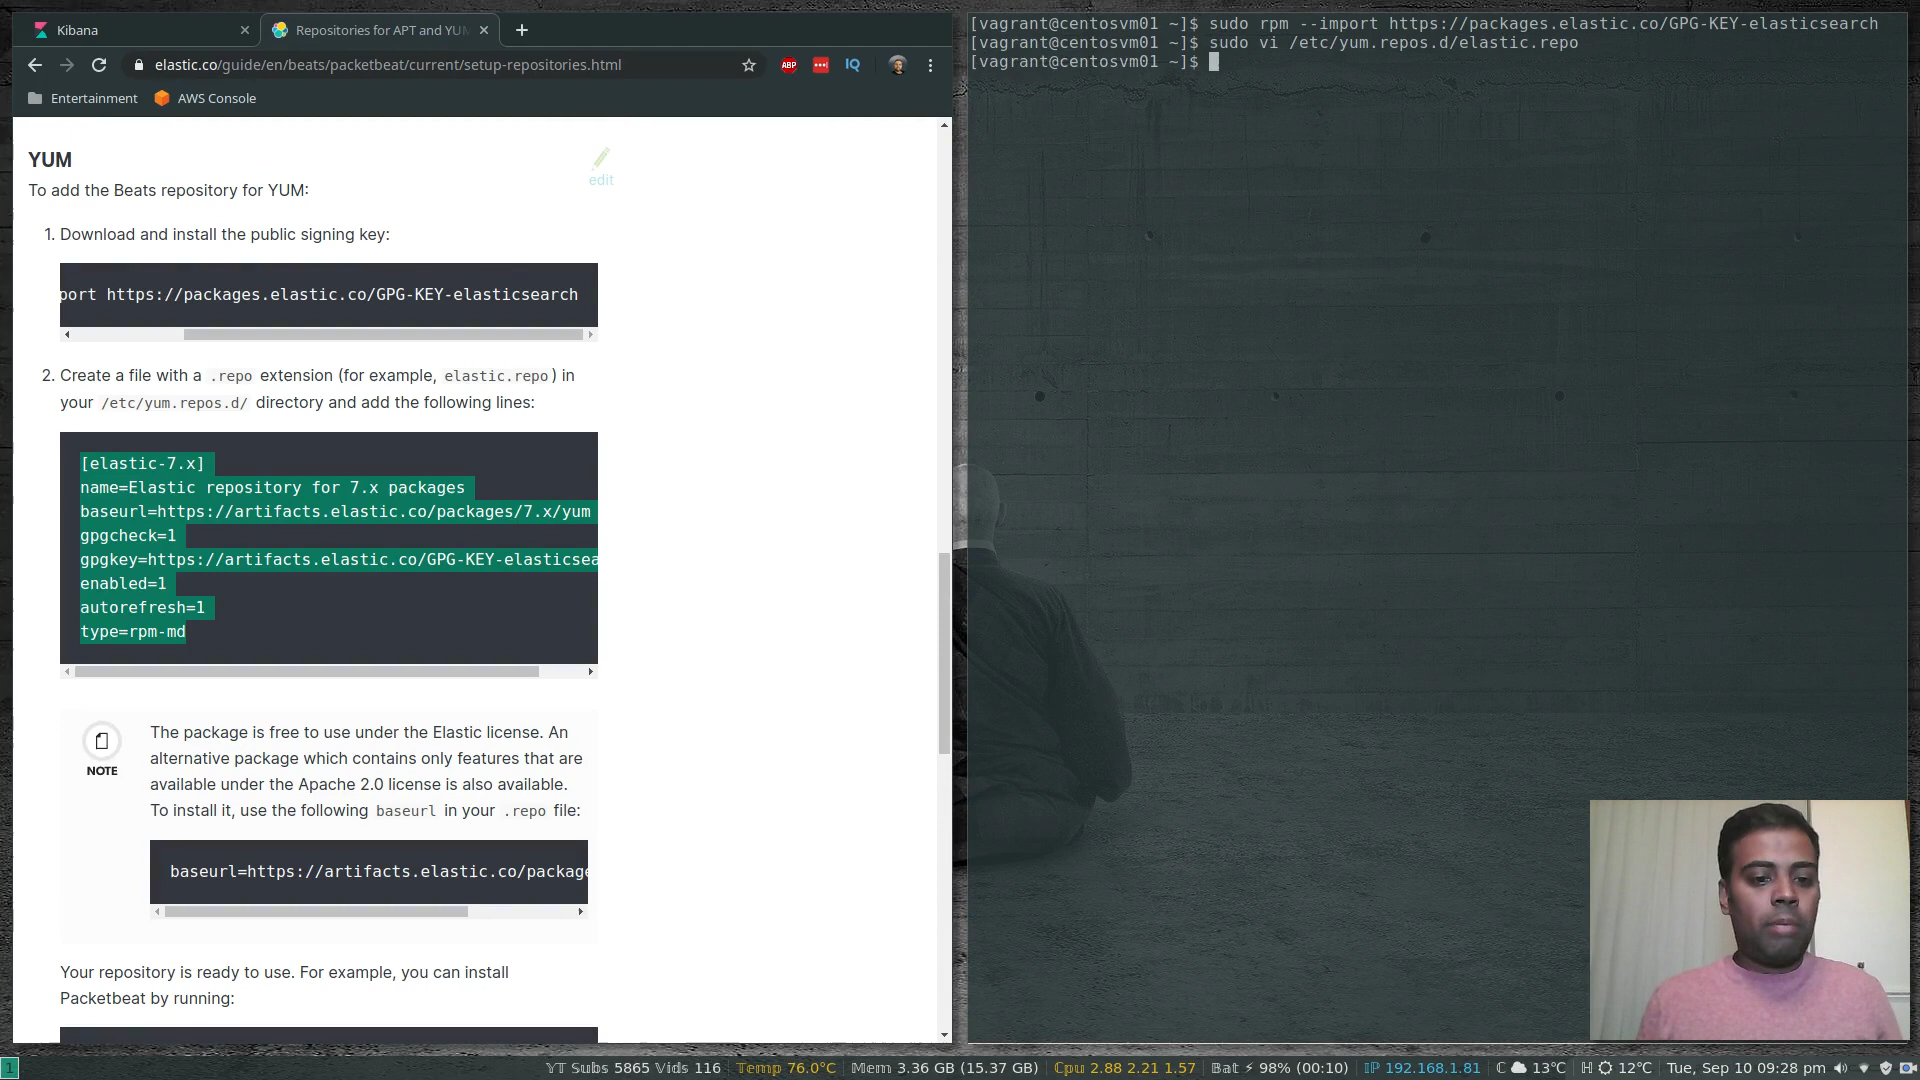 Kibana
Repositories for APT and YUM
elastic.co/guide/en/beats/packetbeat/current/setup-repositories.html
ABP
IQ
Entertainment
AWS Console
YUM
edit
To add the Beats repository for YUM:
1. Download and install the public signing key:
port https://packages.elastic.co/GPG-KEY-elasticsearch
2. Create a file with a .repo extension (for example, elastic.repo) in
your /etc/yum.repos.d/ directory and add the following lines:
[elastic-7.x]
name=Elastic repository for 7.x packages
baseurl=https://artifacts.elastic.co/packages/7.x/yum
gpgcheck=1
gpgkey=https://artifacts.elastic.co/GPG-KEY-elasticsea
enabled=1
autorefresh=1
type=rpm-md
NOTE
The package is free to use under the Elastic license. An
alternative package which contains only features that are
available under the Apache 2.0 license is also available.
To install it, use the following baseurl in your .repo file:
baseurl=https://artifacts.elastic.co/package
Your repository is ready to use. For example, you can install
Packetbeat by running:
[vagrant@centosvm01 ~]$ sudo rpm --import https://packages.elastic.co/GPG-KEY-elasticsearch
[vagrant@centosvm01 ~]$ sudo vi /etc/yum.repos.d/elastic.repo
[vagrant@centosvm01 ~]$
1
YT Subs 5865 Vids 116 Temp 76.0°C Mem 3.36 GB (15.37 GB) Cpu 2.88 2.21 1.57 Bat ⚡ 98% (00:10) IP 192.168.1.81 C 13°C H 12°C Tue, Sep 10 09:28 pm